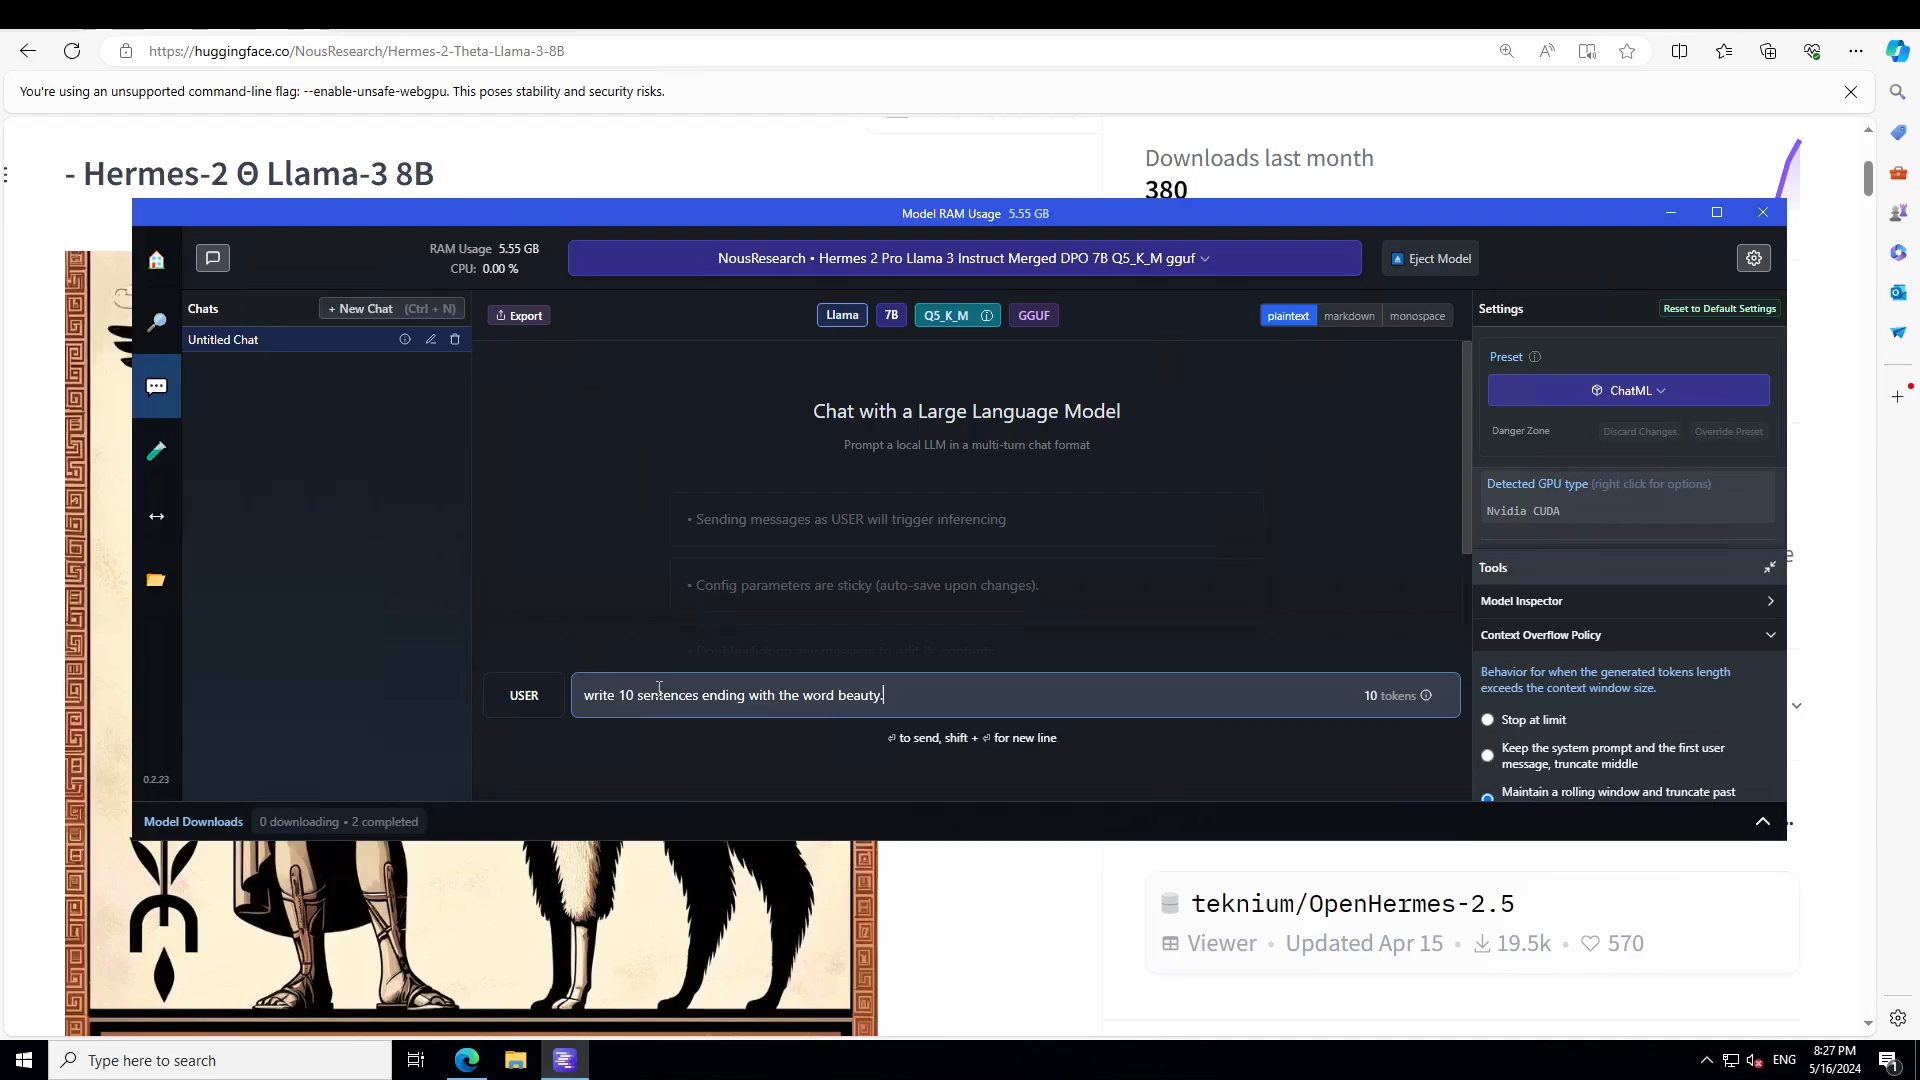 https://huggingface.co/NousResearch/Hermes-2-Theta-Llama-3-8B
You're using an unsupported command-line flag: --enable-unsafe-webgpu. This poses stability and security risks.
- Hermes-2 Θ Llama-3 8B
Downloads last month
380
Model RAM Usage 5.55 GB
RAM Usage 5.55 GB
CPU: 0.00 %
NousResearch • Hermes 2 Pro Llama 3 Instruct Merged DPO 7B Q5_K_M gguf
Eject Model
Chats
+ New Chat (Ctrl + N)
Export
Llama
7B
Q5_K_M
GGUF
plaintext
markdown
monospace
Settings
Reset to Default Settings
Untitled Chat
Preset
ChatML
Danger Zone
Discard Changes
Override Preset
Chat with a Large Language Model
Prompt a local LLM in a multi-turn chat format
Detected GPU type (right click for options)
Nvidia CUDA
• Sending messages as USER will trigger inferencing
• Config parameters are sticky (auto-save upon changes).
Tools
Model Inspector
Context Overflow Policy
Behavior for when the generated tokens length
exceeds the context window size.
USER
write 10 sentences ending with the word beauty.
10 tokens
⏎ to send, shift + ⏎ for new line
Stop at limit
Keep the system prompt and the first user
message, truncate middle
Maintain a rolling window and truncate past
0.2.23
Model Downloads
0 downloading • 2 completed
teknium/OpenHermes-2.5
Viewer • Updated Apr 15 • 19.5k • 570
Type here to search
ENG
8:27 PM
5/16/2024
1